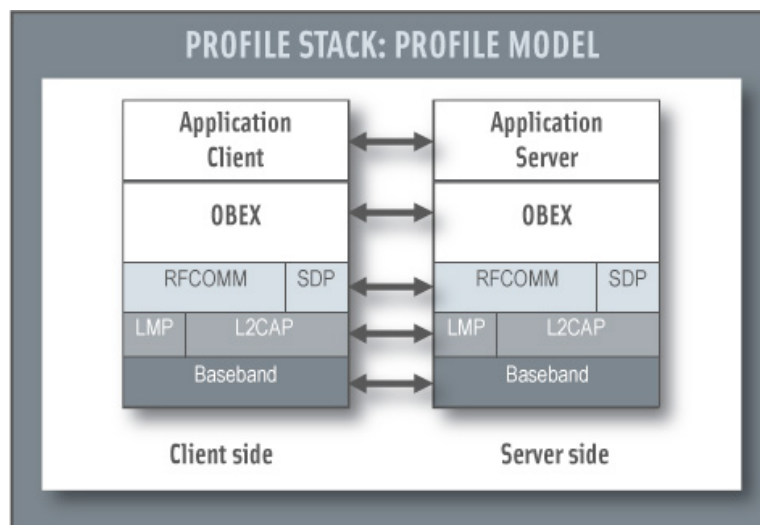 PROFILE STACK: PROFILE MODEL
Application
Client
OBEX
RFCOMM SDP
LMP L2CAP
Baseband
Client side
Application
Server
OBEX
RFCOMM SDP
LMP L2CAP
Baseband
Server side